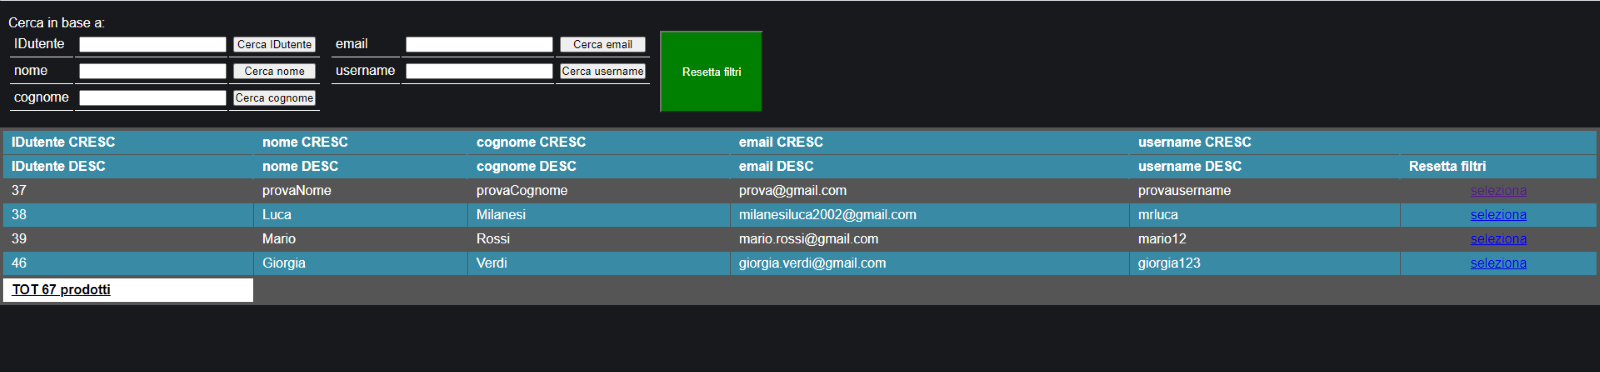 Cerca in base a:
IDutente Cerca IDutente email Cerca email
nome Cerca nome username Cerca username
Resetta filtri
cognome Cerca cognome
IDutente CRESC nome CRESC cognome CRESC email CRESC username CRESC
IDutente DESC nome DESC cognome DESC email DESC username DESC Resetta filtri
37 provaNome provaCognome prova@gmail.com provausername seleziona
38 Luca Milanesi milanesiluca2002@gmail.com mrluca seleziona
39 Mario Rossi mario.rossi@gmail.com mario12 seleziona
46 Giorgia Verdi giorgia.verdi@gmail.com giorgia123 seleziona
TOT 67 prodotti